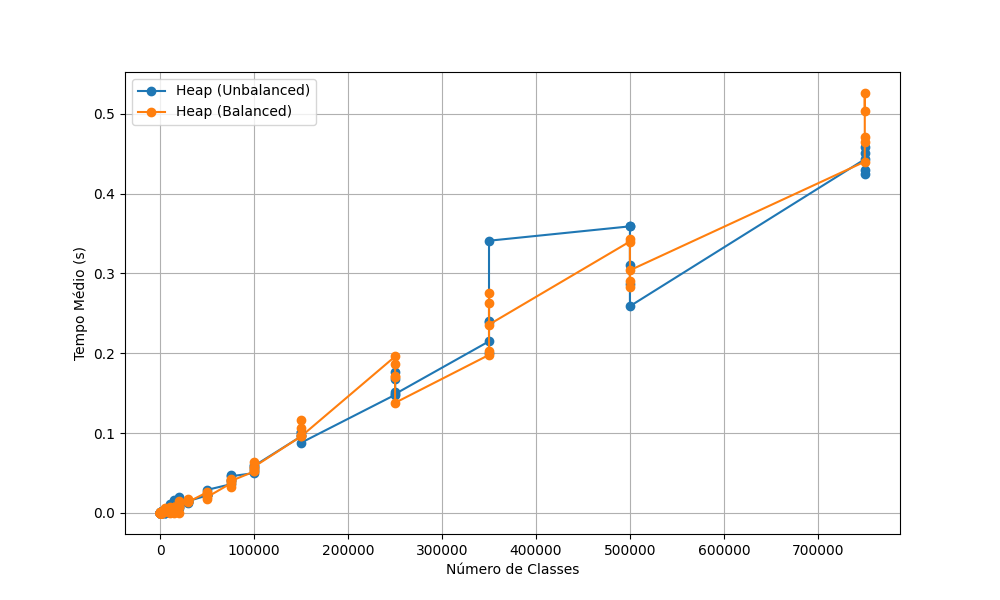 Heap (Unbalanced)
Heap (Balanced)
0.5
0.4
0.3
0.2
0.1
0.0
Tempo Médio (s)
0 100000 200000 300000 400000 500000 600000 700000
Número de Classes